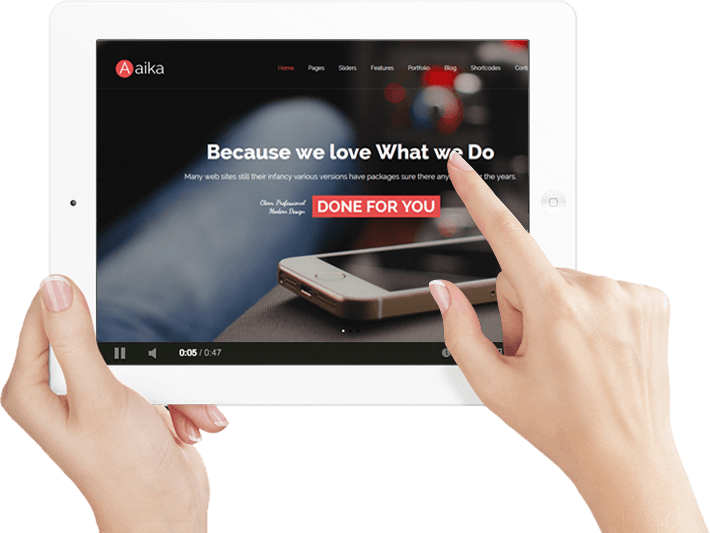 A aika
Home Pages Sliders Features Portfolio Blog Shortcodes Cont
Because we love What we Do
Many web sites still their infancy various versions have packages sure there any the years.
Clean, Professional
Modern Design
DONE FOR YOU
0:05 / 0:47